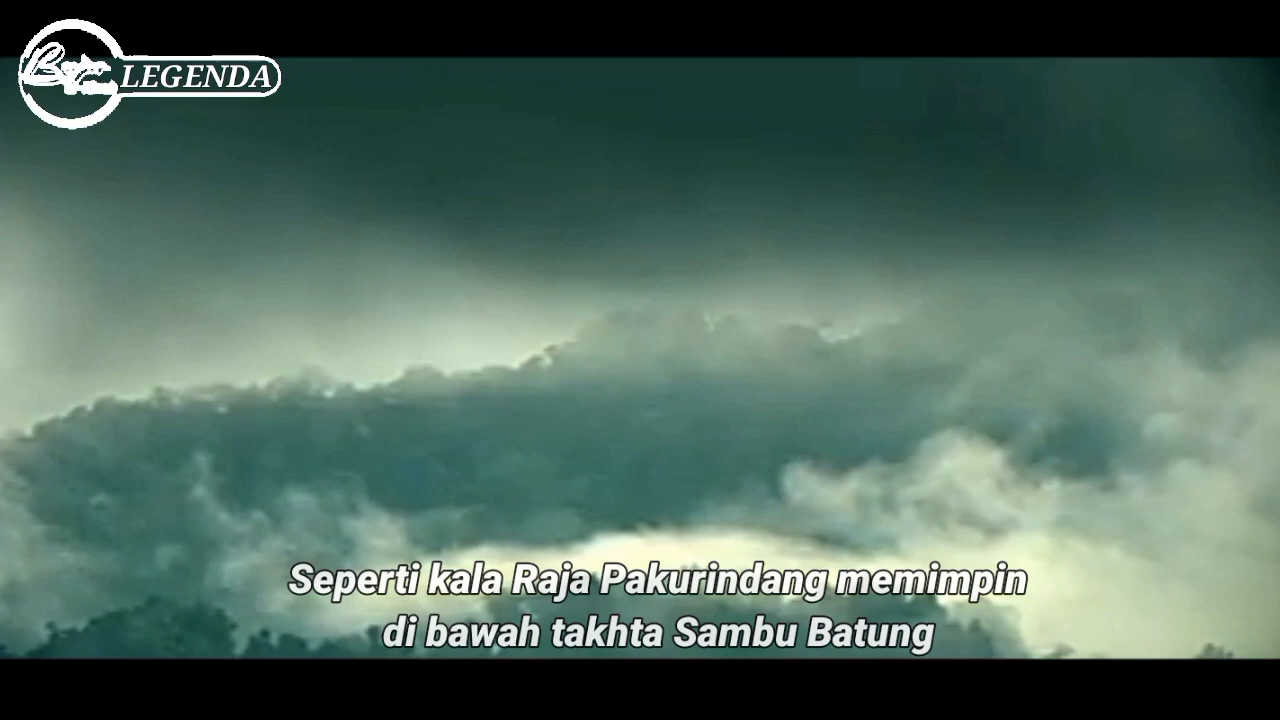 LEGENDA
Seperti kala Raja Pakurindang memimpin
di bawah takhta Sambu Batung